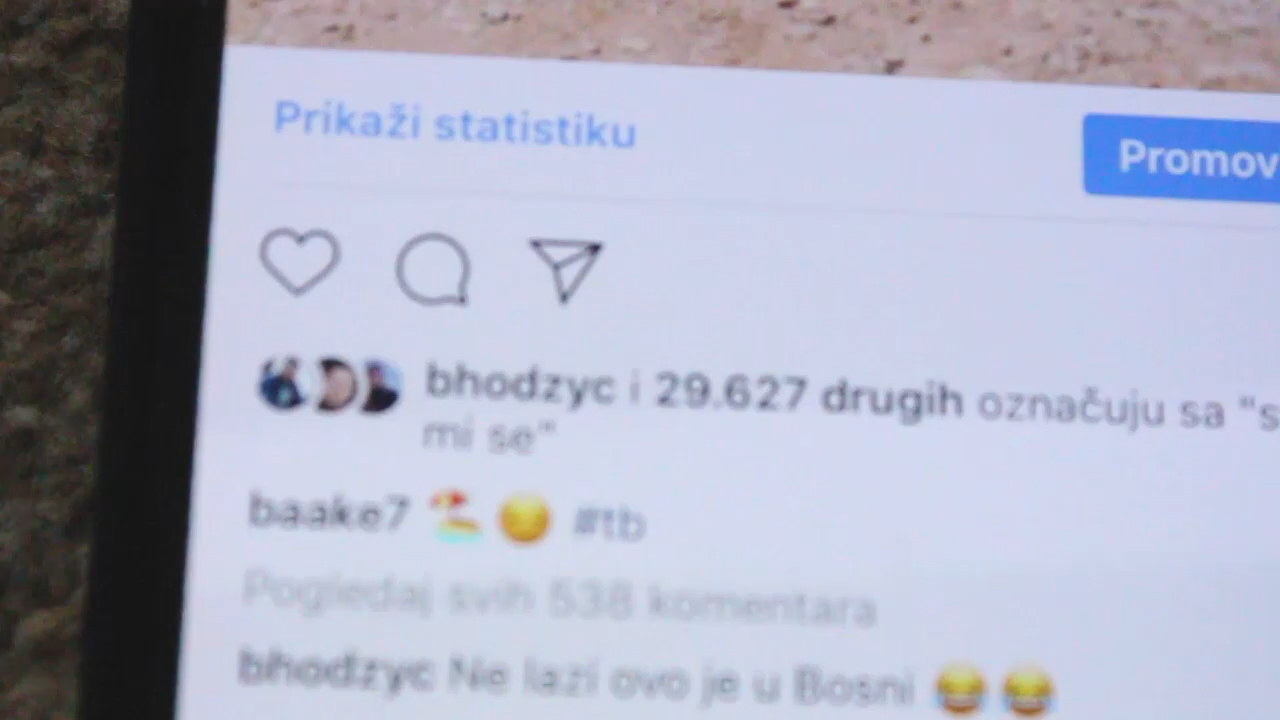 Prikaži statistiku
Promov
bhodzyc i 29.627 drugih označuju sa "s
mi se"
baake7 🏖️ 😊 #tb
Pogledaj svih 538 komentara
bhodzyc Ne lazi ovo je u Bosni 😂 😂